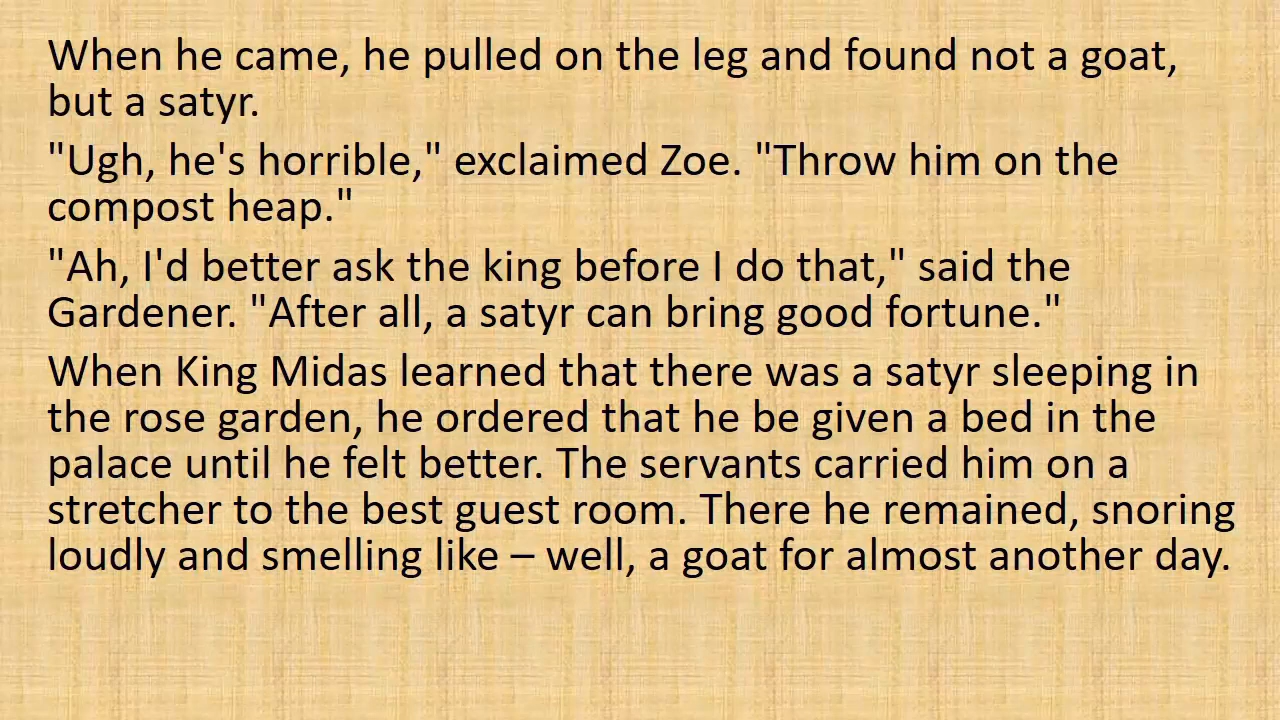 When he came, he pulled on the leg and found not a goat,
but a satyr.
"Ugh, he's horrible," exclaimed Zoe. "Throw him on the
compost heap."
"Ah, I'd better ask the king before I do that," said the
Gardener. "After all, a satyr can bring good fortune."
When King Midas learned that there was a satyr sleeping in
the rose garden, he ordered that he be given a bed in the
palace until he felt better. The servants carried him on a
stretcher to the best guest room. There he remained, snoring
loudly and smelling like – well, a goat for almost another day.